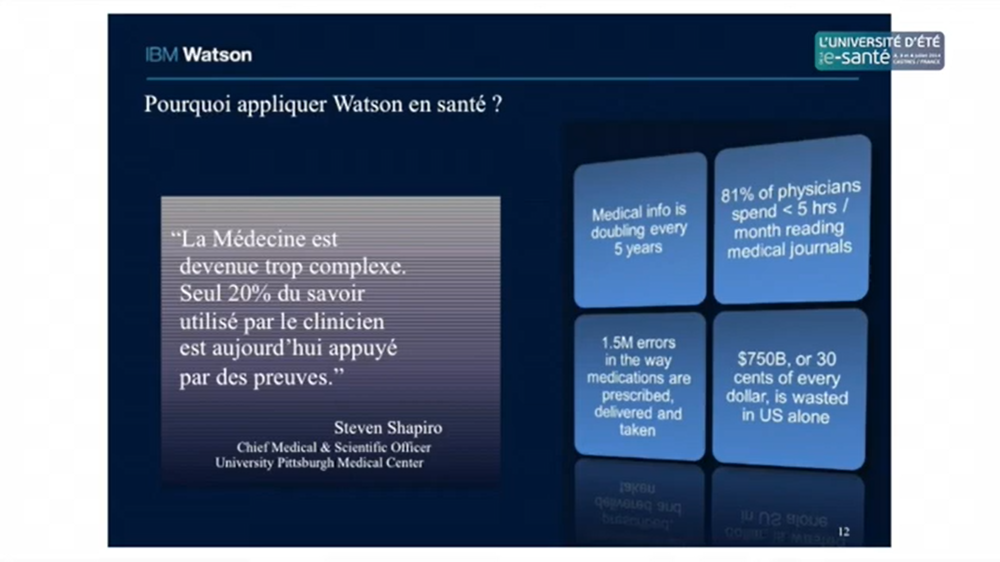 IBM Watson
L'UNIVERSITÉ D'ÉTÉ
e-santé
CASTRES / FRANCE
Pourquoi appliquer Watson en santé ?
“La Médecine est
devenue trop complexe.
Seul 20% du savoir
utilisé par le clinicien
est aujourd’hui appuyé
par des preuves.”
Steven Shapiro
Chief Medical & Scientific Officer
University Pittsburgh Medical Center
Medical info is
doubling every
5 years
81% of physicians
spend < 5 hrs /
month reading
medical journals
1.5M errors
in the way
medications are
prescribed,
delivered and
taken
$750B, or 30
cents of every
dollar, is wasted
in US alone
12